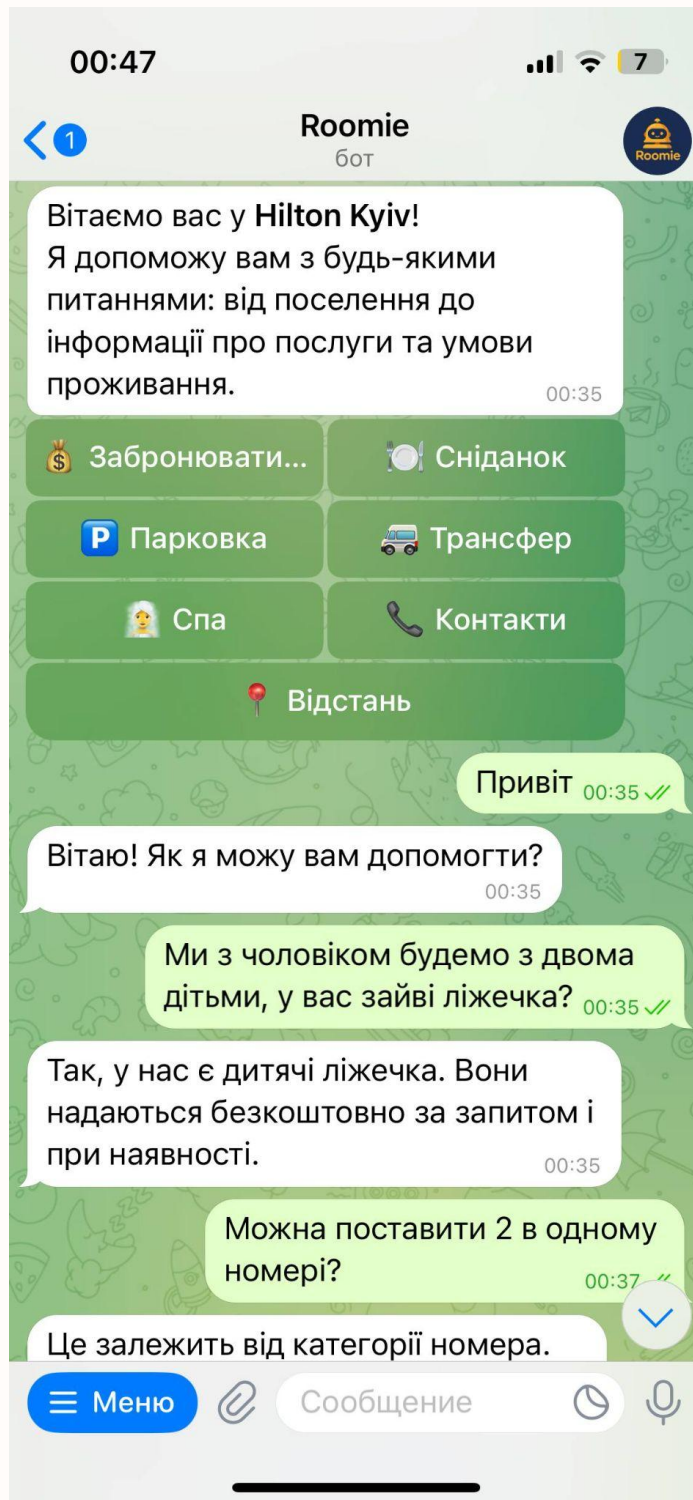 00:47
7
1
Roomie
бот
Roomie
Вітаємо вас у Hilton Kyiv!
Я допоможу вам з будь-якими
питаннями: від поселення до
інформації про послуги та умови
проживання.
00:35
Забронювати...
Сніданок
P Парковка
Трансфер
Спа
Контакти
Відстань
Привіт 00:35
Вітаю! Як я можу вам допомогти?
00:35
Ми з чоловіком будемо з двома
дітьми, у вас зайві ліжечка? 00:35
Так, у нас є дитячі ліжечка. Вони
надаються безкоштовно за запитом і
при наявності.
00:35
Можна поставити 2 в одному
номері?
00:37
Це залежить від категорії номера.
Меню
Сообщение